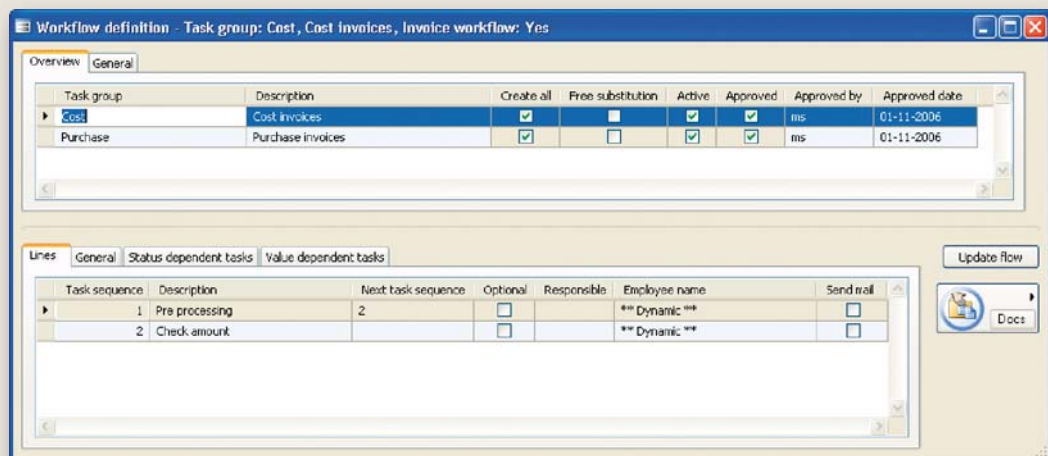 Workflow definition - Task group: Cost, Cost invoices, Invoice workflow: Yes
Overview General
Task group Description Create all Free substitution Active Approved Approved by Approved date
Cost Cost invoices ms 01-11-2006
Purchase Purchase invoices ms 01-11-2006
Lines General Status dependent tasks Value dependent tasks
Update flow
Task sequence Description Next task sequence Optional Responsible Employee name Send mail
1 Pre processing 2 ** Dynamic **
2 Check amount ** Dynamic **
Docs